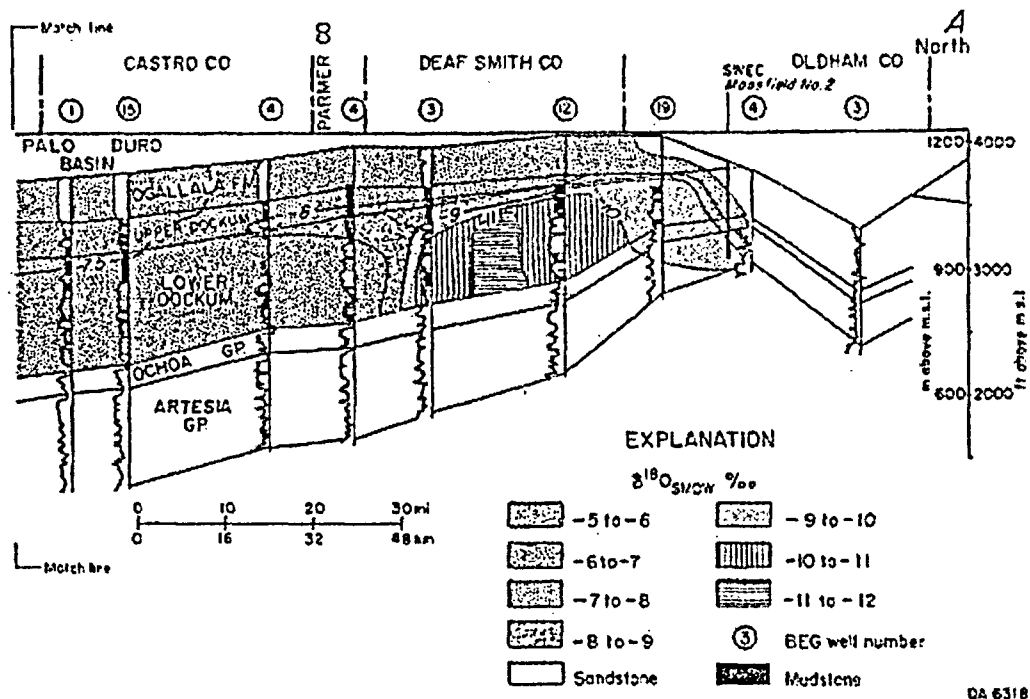 Match line
A
North
CASTRO CO
PARMER CO
DEAF SMITH CO
OLDHAM CO
SWEC
Mansfield No. 2
1 15 4 4 3 12 19 4 3
PALO DURO
BASIN
1200 4000
OGALLALA FM
UPPER DOCKUM
-8
-9
-7.5
LOWER
DOCKUM
900 3000
OCHOA GP.
m above m.s.l.
ft above m.s.l.
ARTESIA
GP.
600 2000
EXPLANATION
δ18O SMOW ‰
0 10 20 30 mi
0 16 32 48 km
Match line
-5 to -6
-9 to -10
-6 to -7
-10 to -11
-7 to -8
-11 to -12
-8 to -9
3 BEG well number
Sandstone
Mudstone
DA 6318